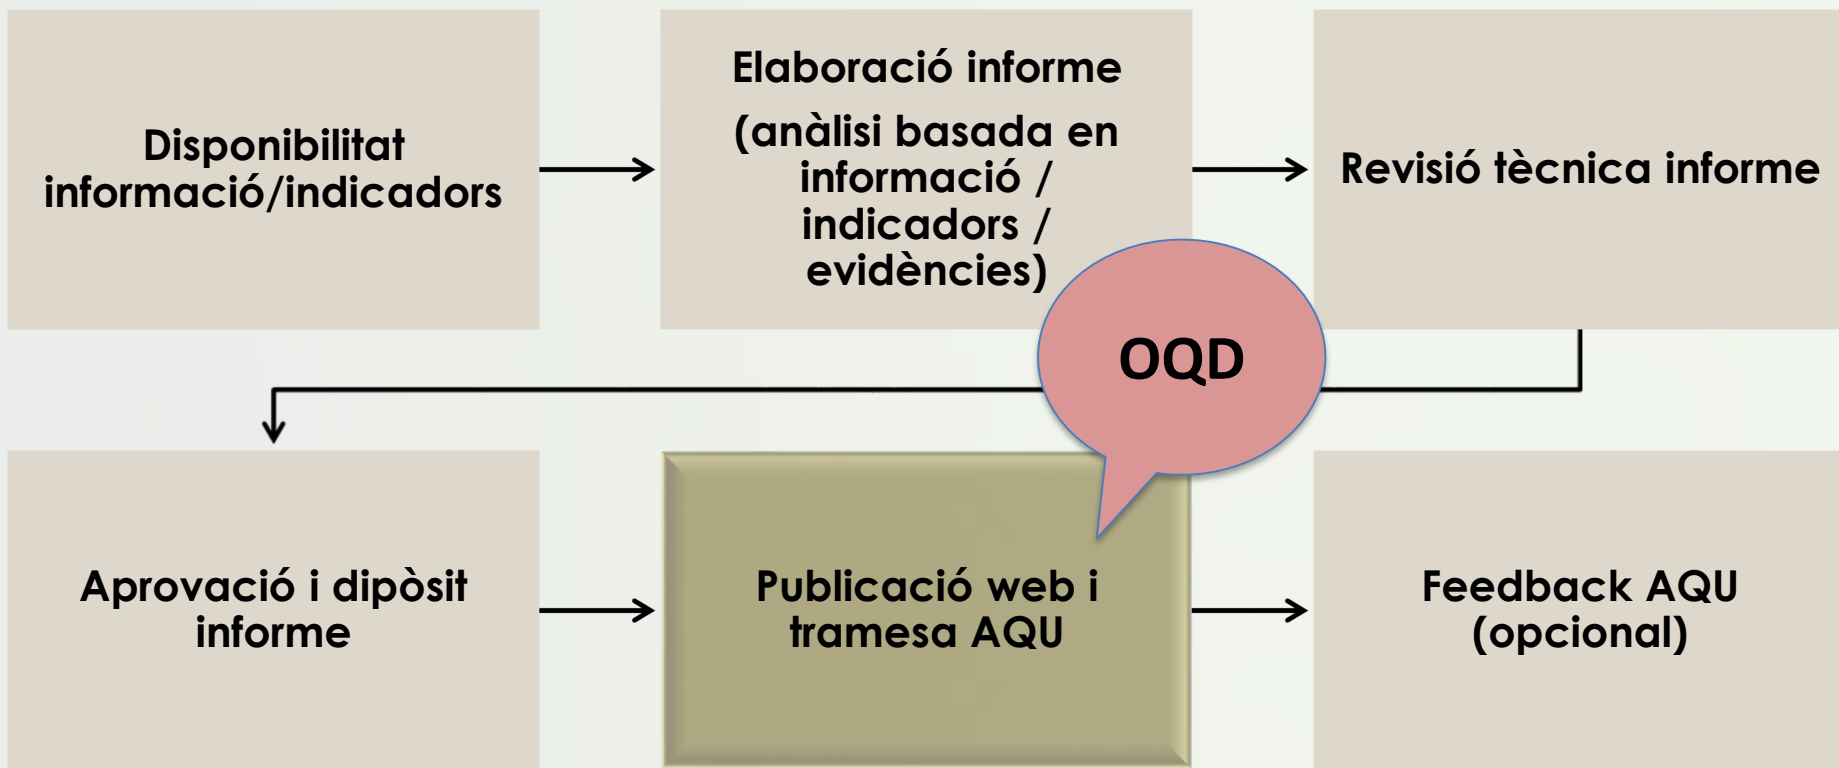 Disponibilitat
informació/indicadors
Elaboració informe
(anàlisi basada en
informació /
indicadors /
evidències)
Revisió tècnica informe
OQD
Aprovació i dipòsit
informe
Publicació web i
tramesa AQU
Feedback AQU
(opcional)